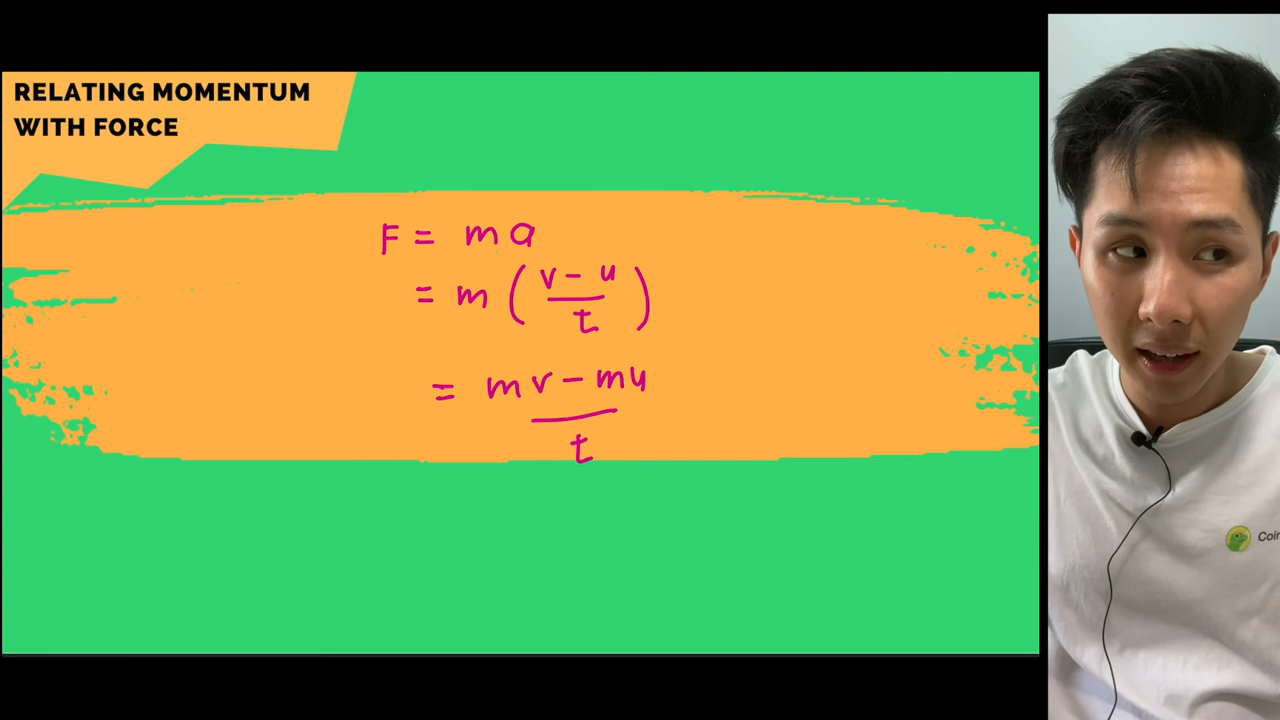 RELATING MOMENTUM
WITH FORCE
F = ma
= m ( v - u / t )
= mv - mu / t